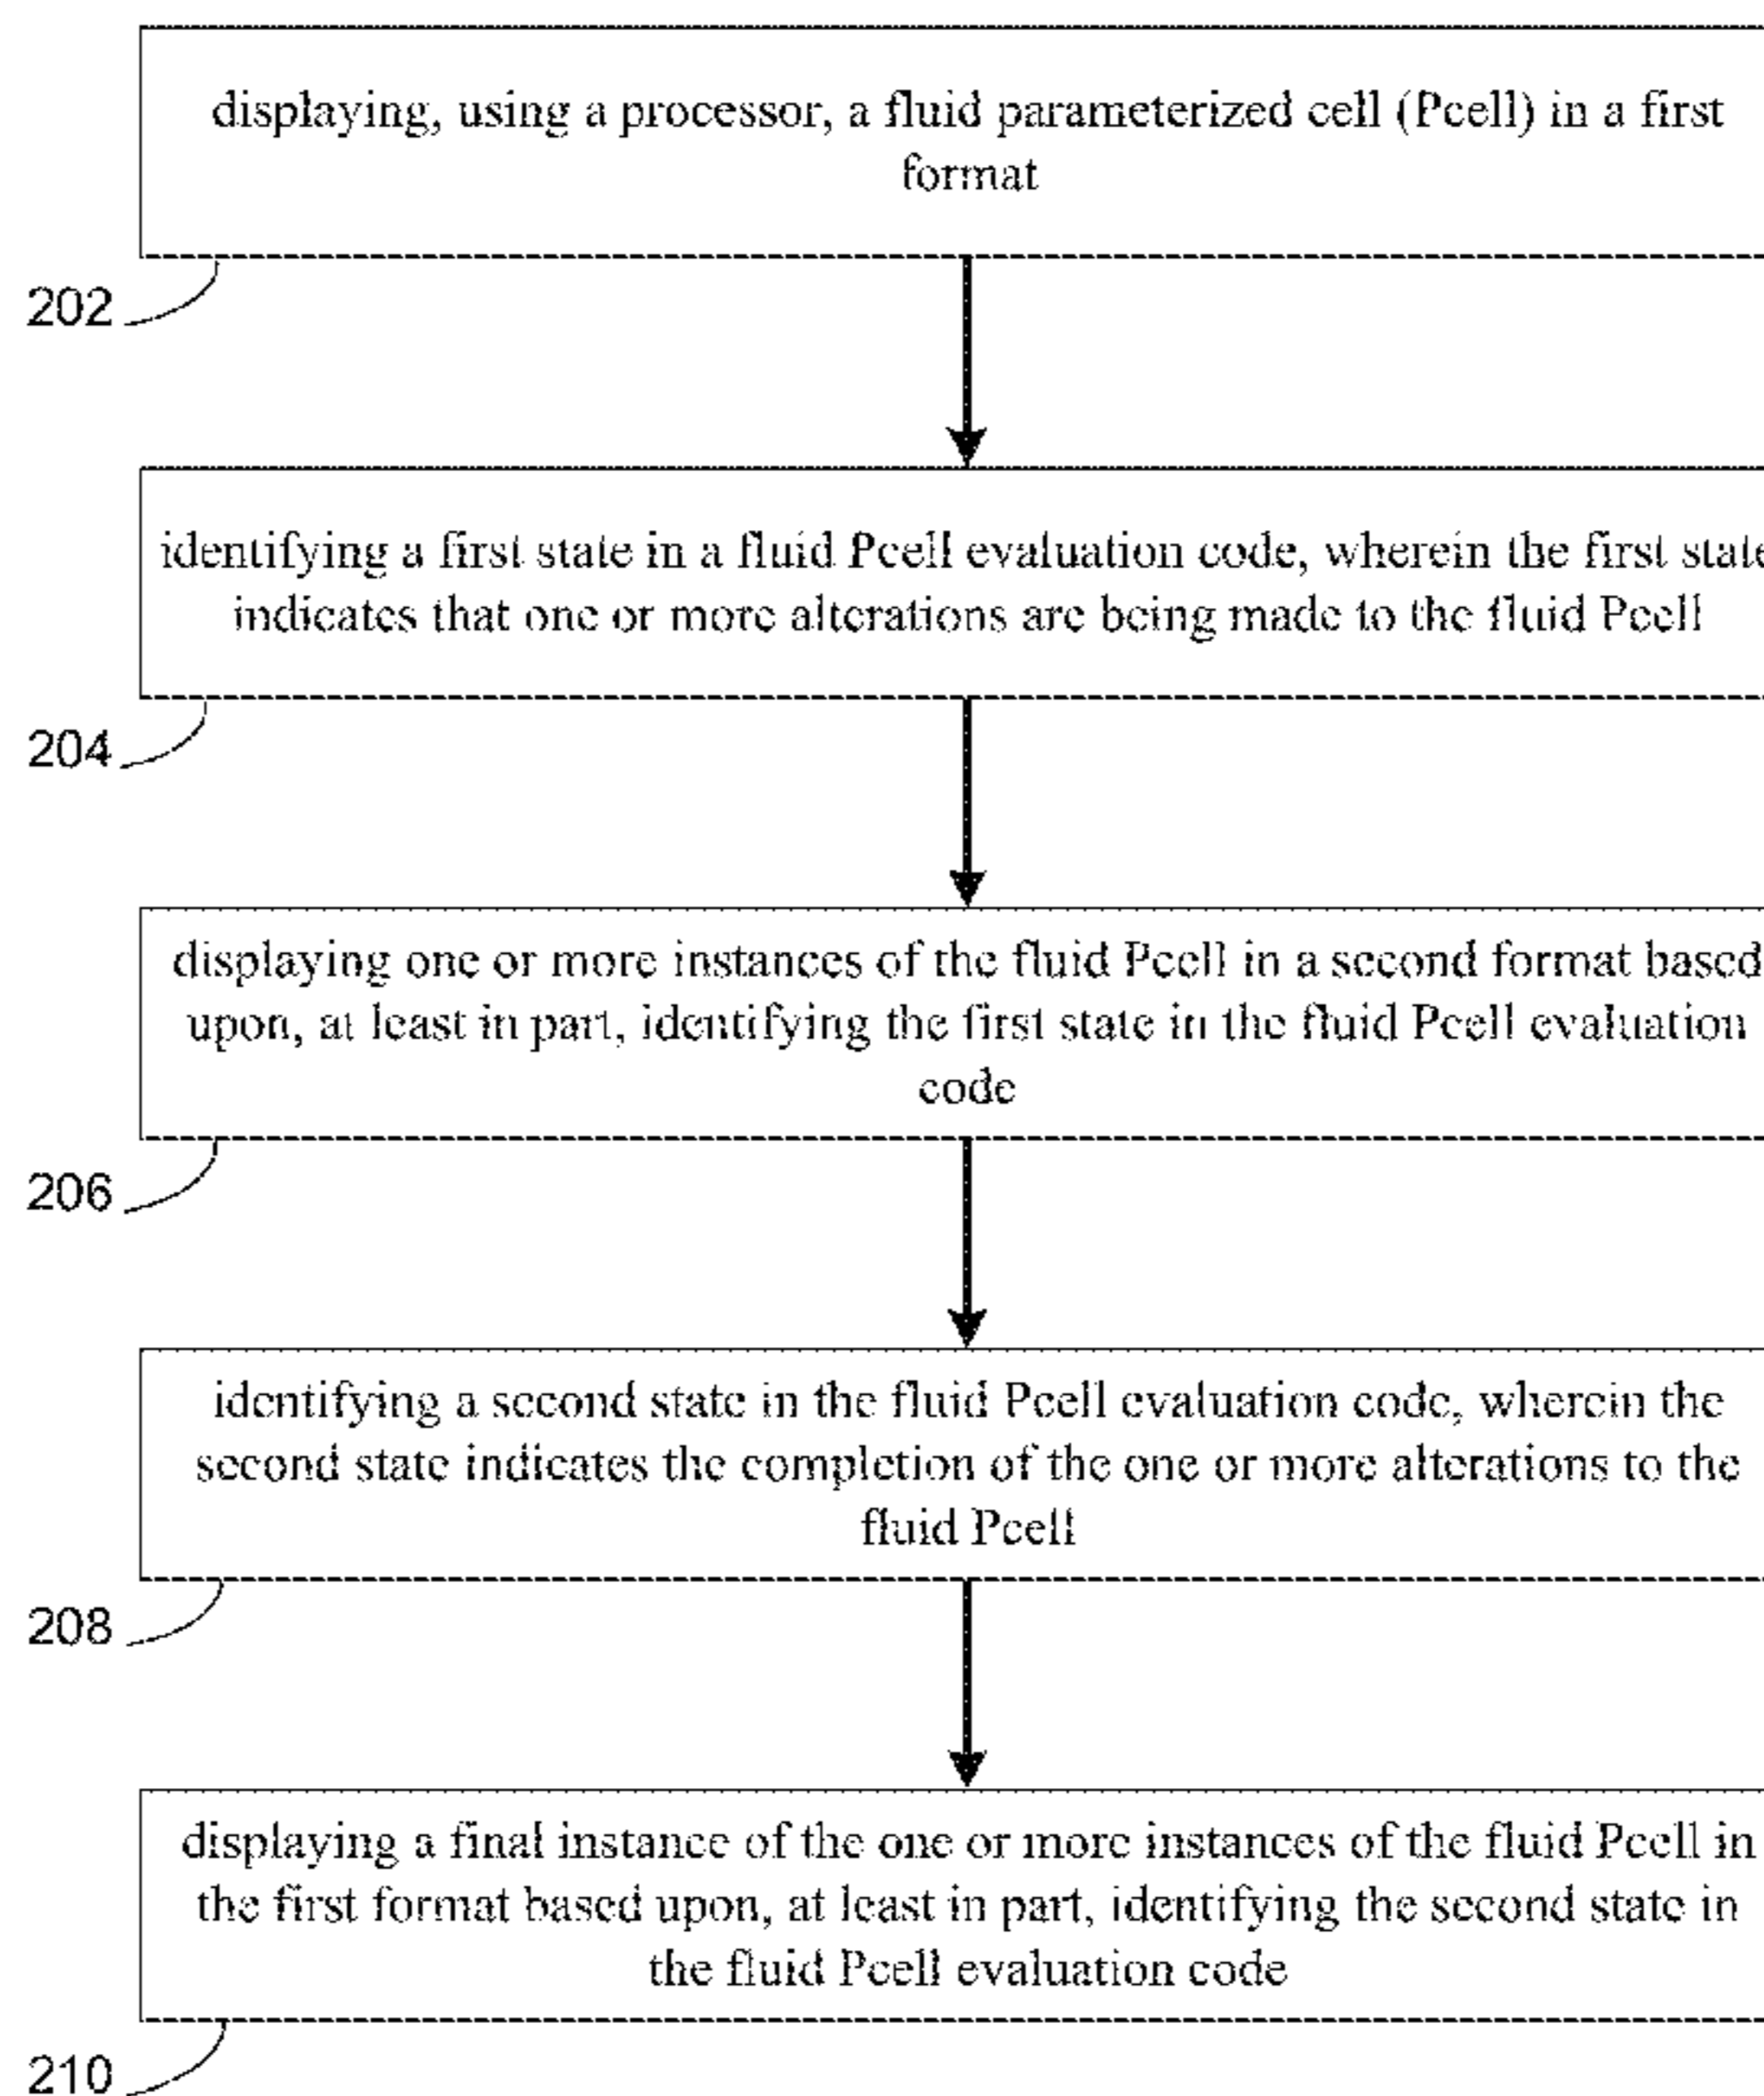 displaying, using a processor, a fluid parameterized cell (Pcell) in a first
format
202
identifying a first state in a fluid Pcell evaluation code, wherein the first state
indicates that one or more alterations are being made to the fluid Pcell
204
displaying one or more instances of the fluid Pcell in a second format based
upon, at least in part, identifying the first state in the fluid Pcell evaluation
code
206
identifying a second state in the fluid Pcell evaluation code, wherein the
second state indicates the completion of the one or more alterations to the
fluid Pcell
208
displaying a final instance of the one or more instances of the fluid Pcell in
the first format based upon, at least in part, identifying the second state in
the fluid Pcell evaluation code
210